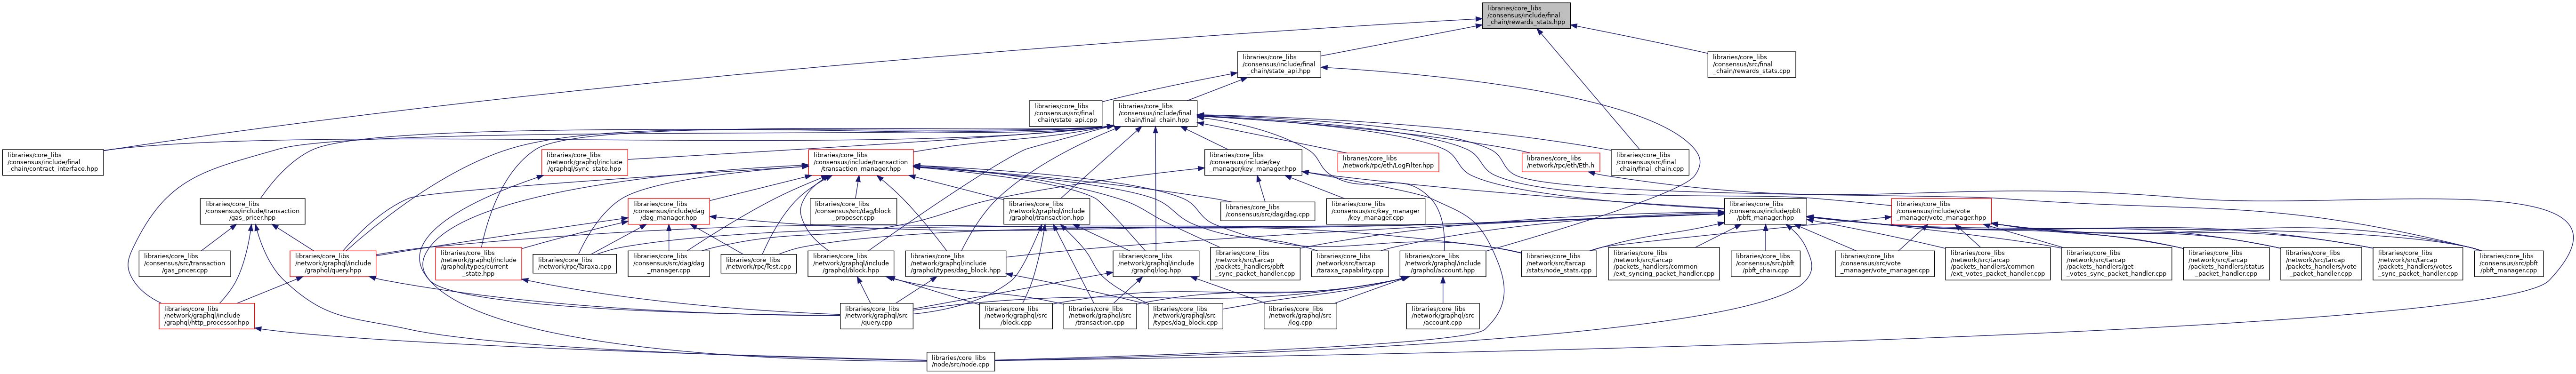 libraries/core_libs
/consensus/include/final
_chain/rewards_stats.hpp
libraries/core_libs
/consensus/include/final
_chain/state_api.hpp
libraries/core_libs
/consensus/src/final
_chain/rewards_stats.cpp
libraries/core_libs
/consensus/src/final
_chain/state_api.cpp
libraries/core_libs
/consensus/include/final
_chain/final_chain.hpp
libraries/core_libs
/consensus/include/final
_chain/contract_interface.hpp
libraries/core_libs
/network/graphql/include
/graphql/sync_state.hpp
libraries/core_libs
/consensus/include/transaction
_manager/transaction_manager.hpp
libraries/core_libs
/consensus/include/key
_manager/key_manager.hpp
libraries/core_libs
/network/rpc/eth/LogFilter.hpp
libraries/core_libs
/network/rpc/eth/Eth.h
libraries/core_libs
/consensus/src/final
_chain/final_chain.cpp
libraries/core_libs
/consensus/include/transaction
_manager/gas_pricer.hpp
libraries/core_libs
/consensus/include/dag
/dag_manager.hpp
libraries/core_libs
/consensus/src/dag/block
_proposer.cpp
libraries/core_libs
/network/graphql/include
/graphql/transaction.hpp
libraries/core_libs
/consensus/src/dag/dag.cpp
libraries/core_libs
/consensus/src/key_manager
/key_manager.cpp
libraries/core_libs
/consensus/include/pbft
/pbft_manager.hpp
libraries/core_libs
/consensus/include/vote
_manager/vote_manager.hpp
libraries/core_libs
/consensus/src/transaction
/gas_pricer.cpp
libraries/core_libs
/network/graphql/include
/graphql/query.hpp
libraries/core_libs
/network/graphql/include
/graphql/types/current
_state.hpp
libraries/core_libs
/network/rpc/Taraxa.cpp
libraries/core_libs
/consensus/src/dag/dag
_manager.cpp
libraries/core_libs
/network/rpc/Test.cpp
libraries/core_libs
/network/graphql/include
/graphql/block.hpp
libraries/core_libs
/network/graphql/include
/graphql/types/dag_block.hpp
libraries/core_libs
/network/graphql/include
/graphql/log.hpp
libraries/core_libs
/network/src/tarcap
/packets_handlers/pbft
_sync_packet_handler.cpp
libraries/core_libs
/network/src/tarcap
/taraxa_capability.cpp
libraries/core_libs
/network/graphql/include
/graphql/account.hpp
libraries/core_libs
/network/src/tarcap
/stats/node_stats.cpp
libraries/core_libs
/network/src/tarcap
/packets_handlers/common
/ext_syncing_packet_handler.cpp
libraries/core_libs
/consensus/src/pbft
/pbft_chain.cpp
libraries/core_libs
/consensus/src/vote
_manager/vote_manager.cpp
libraries/core_libs
/network/src/tarcap
/packets_handlers/common
/ext_votes_packet_handler.cpp
libraries/core_libs
/network/src/tarcap
/packets_handlers/get
_votes_sync_packet_handler.cpp
libraries/core_libs
/network/src/tarcap
/packets_handlers/status
_packet_handler.cpp
libraries/core_libs
/network/src/tarcap
/packets_handlers/vote
_packet_handler.cpp
libraries/core_libs
/network/src/tarcap
/packets_handlers/votes
_sync_packet_handler.cpp
libraries/core_libs
/consensus/src/pbft
/pbft_manager.cpp
libraries/core_libs
/network/graphql/include
/graphql/http_processor.hpp
libraries/core_libs
/network/graphql/src
/query.cpp
libraries/core_libs
/network/graphql/src
/block.cpp
libraries/core_libs
/network/graphql/src
/transaction.cpp
libraries/core_libs
/network/graphql/src
/types/dag_block.cpp
libraries/core_libs
/network/graphql/src
/log.cpp
libraries/core_libs
/network/graphql/src
/account.cpp
libraries/core_libs
/node/src/node.cpp